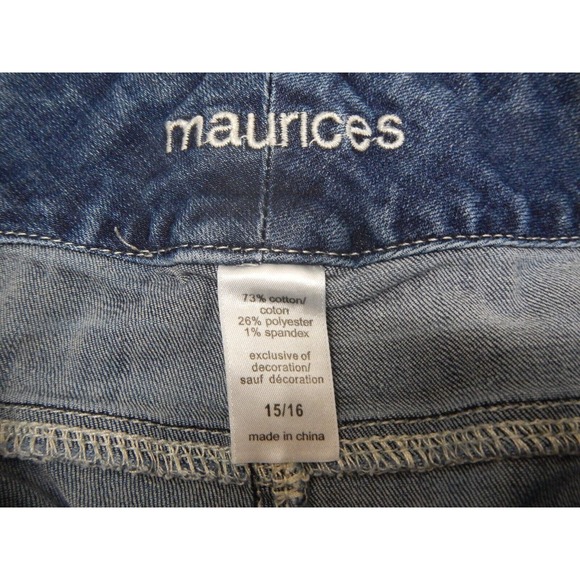 maurices
73% cotton/
coton
26% polyester
1% spandex
exclusive of
decoration/
sauf décoration
15/16
made in china